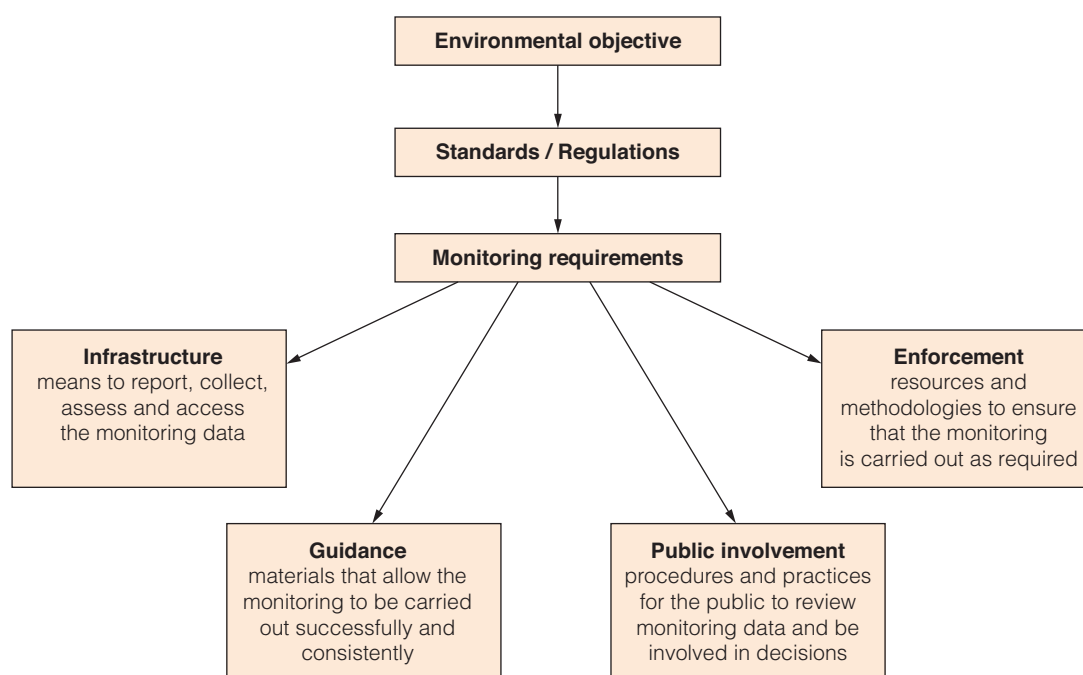 Environmental objective
Standards / Regulations
Monitoring requirements
Infrastructure
means to report, collect,
assess and access
the monitoring data
Enforcement
resources and
methodologies to ensure
that the monitoring
is carried out as required
Guidance
materials that allow the
monitoring to be carried
out successfully and
consistently
Public involvement
procedures and practices
for the public to review
monitoring data and be
involved in decisions